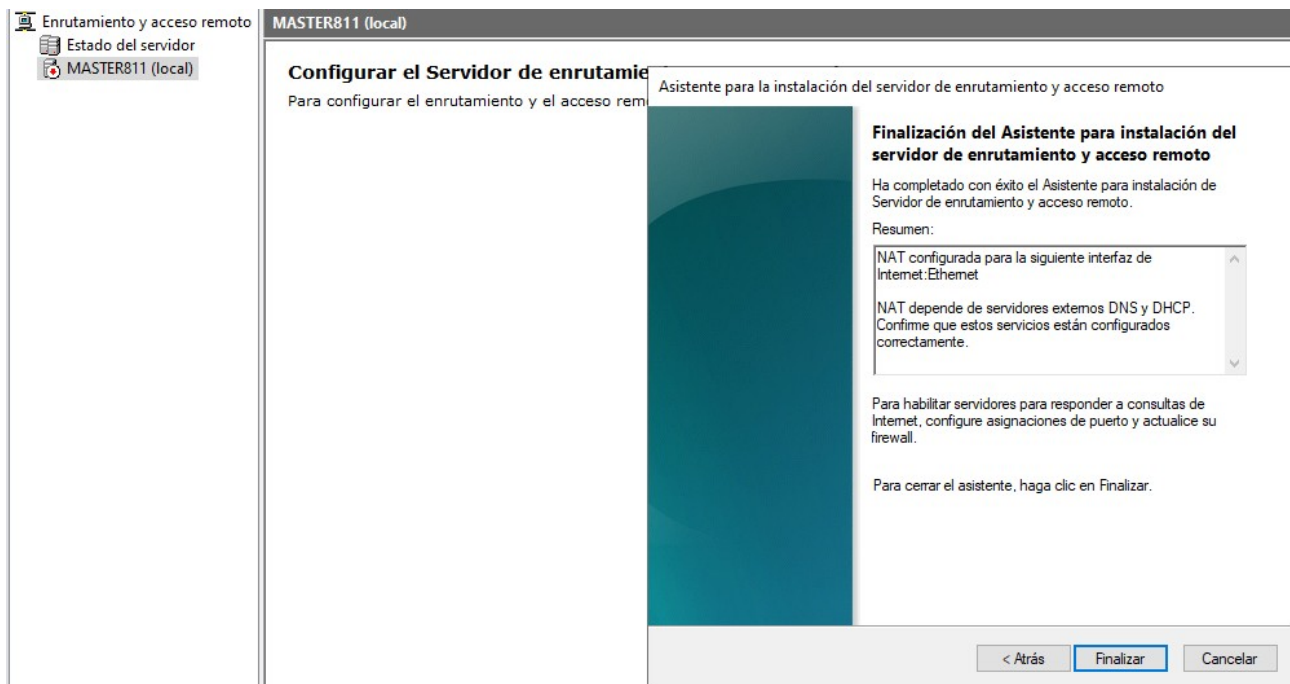 Enrutamiento y acceso remoto
Estado del servidor
MASTER811 (local)
MASTER811 (local)
Configurar el Servidor de enrutamie
Para configurar el enrutamiento y el acceso rem
Asistente para la instalación del servidor de enrutamiento y acceso remoto
Finalización del Asistente para instalación del
servidor de enrutamiento y acceso remoto
Ha completado con éxito el Asistente para instalación de
Servidor de enrutamiento y acceso remoto.
Resumen:
NAT configurada para la siguiente interfaz de
Internet:Ethernet
NAT depende de servidores externos DNS y DHCP.
Confirme que estos servicios están configurados
correctamente.
Para habilitar servidores para responder a consultas de
Internet, configure asignaciones de puerto y actualice su
firewall.
Para cerrar el asistente, haga clic en Finalizar.
< Atrás
Finalizar
Cancelar